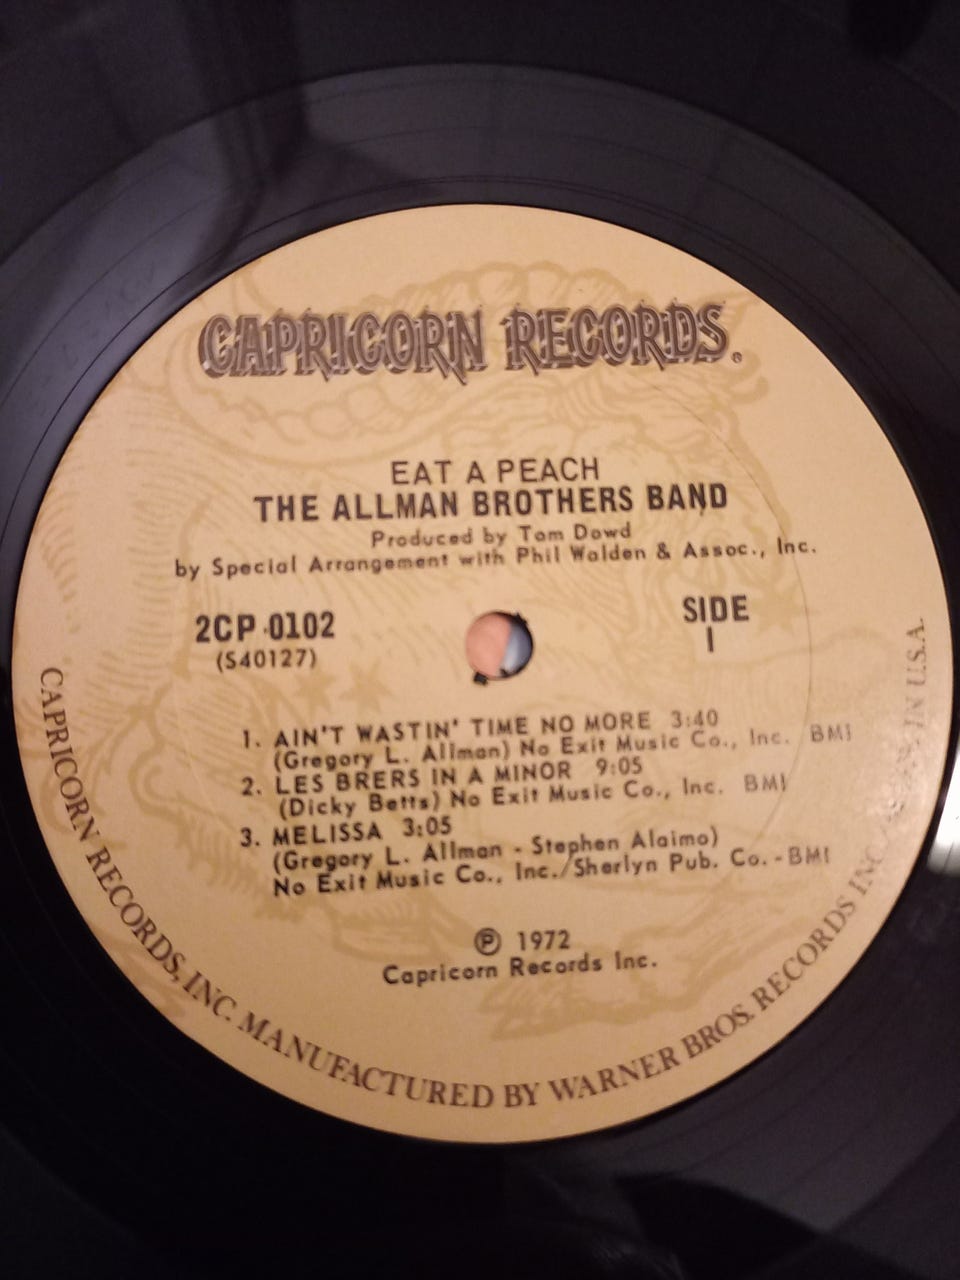 CAPRICORN RECORDS.
EAT A PEACH
THE ALLMAN BROTHERS BAND
Produced by Tom Dowd
by Special Arrangement with Phil Walden & Assoc., Inc.
2CP 0102
(S40127)
SIDE
1
1. AIN'T WASTIN' TIME NO MORE 3:40
(Gregory L. Allman) No Exit Music Co., Inc. BMI
2. LES BRERS IN A MINOR 9:05
(Dicky Betts) No Exit Music Co., Inc. BMI
3. MELISSA 3:05
(Gregory L. Allman - Stephen Alaimo)
No Exit Music Co., Inc./Sherlyn Pub. Co. - BMI
℗ 1972
Capricorn Records Inc.
CAPRICORN RECORDS, INC. MANUFACTURED BY WARNER BROS. RECORDS INC. IN U.S.A.